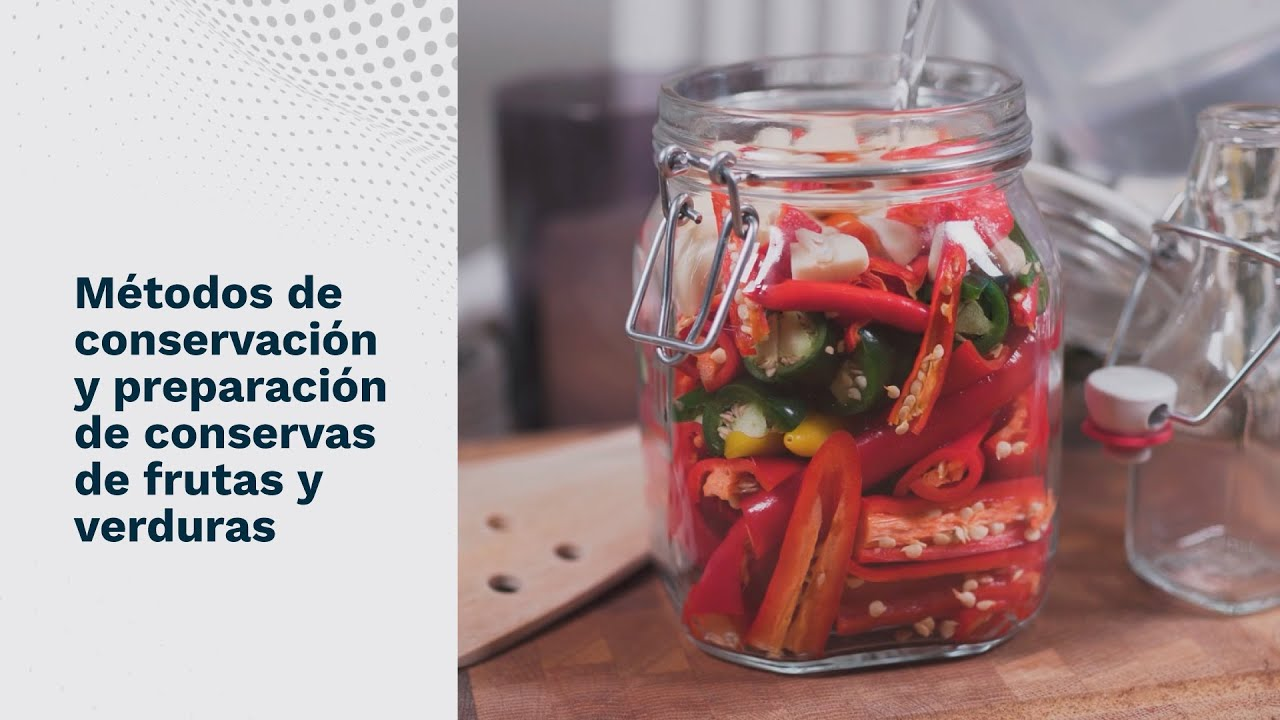 Métodos de
conservación
y preparación
de conservas
de frutas y
verduras